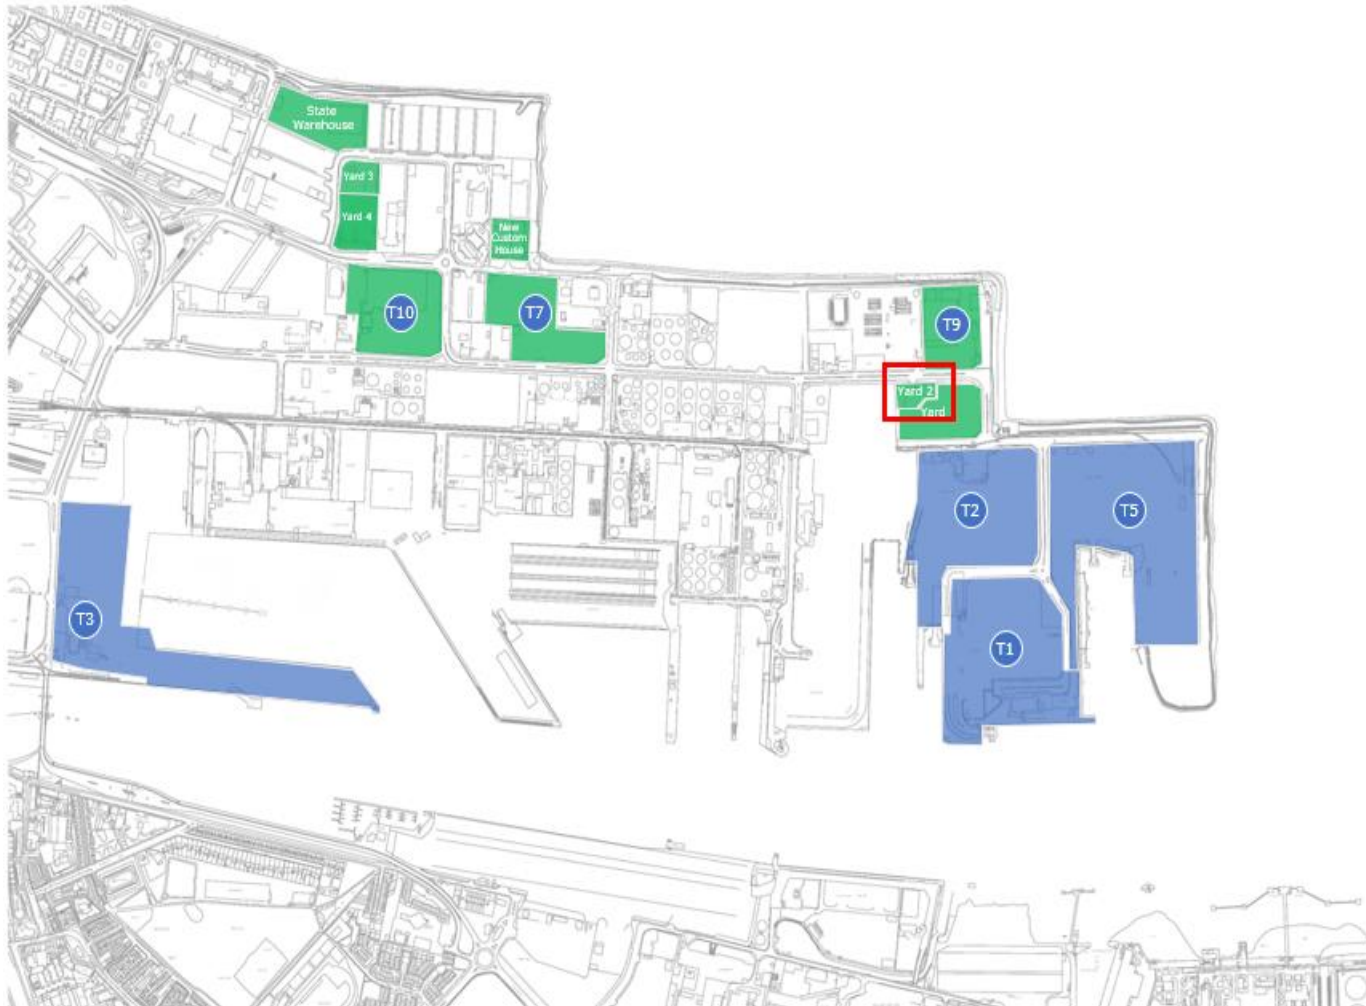 State
Warehouse
Yard 3
Yard 4
New
Custom
House
T10
T7
T9
Yard 2
Yard
T2
T5
T3
T1